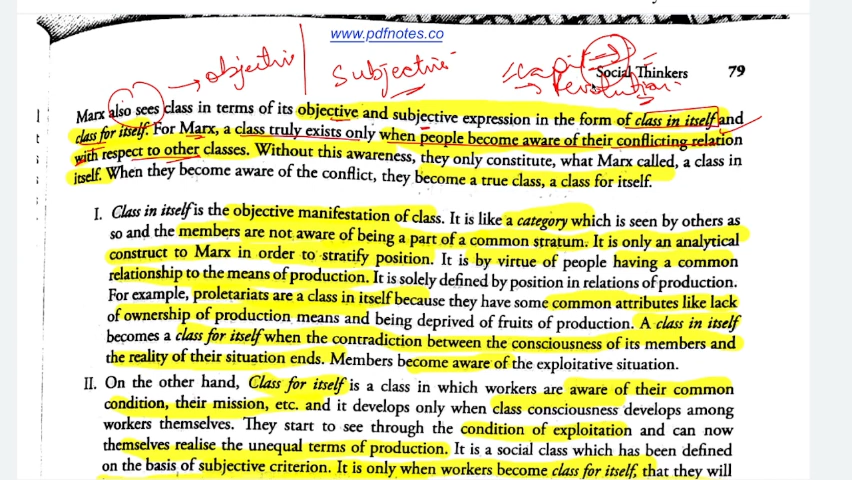 www.pdfnotes.co
objective
Subjective
Revolution
Social Thinkers 79
Marx also sees class in terms of its objective and subjective expression in the form of class in itself and
class for itself. For Marx, a class truly exists only when people become aware of their conflicting relation
with respect to other classes. Without this awareness, they only constitute, what Marx called, a class in
itself. When they become aware of the conflict, they become a true class, a class for itself.
I. Class in itself is the objective manifestation of class. It is like a category which is seen by others as
so and the members are not aware of being a part of a common stratum. It is only an analytical
construct to Marx in order to stratify position. It is by virtue of people having a common
relationship to the means of production. It is solely defined by position in relations of production.
For example, proletariats are a class in itself because they have some common attributes like lack
of ownership of production means and being deprived of fruits of production. A class in itself
becomes a class for itself when the contradiction between the consciousness of its members and
the reality of their situation ends. Members become aware of the exploitative situation.
II. On the other hand, Class for itself is a class in which workers are aware of their common
condition, their mission, etc. and it develops only when class consciousness develops among
workers themselves. They start to see through the condition of exploitation and can now
themselves realise the unequal terms of production. It is a social class which has been defined
on the basis of subjective criterion. It is only when workers become class for itself, that they will